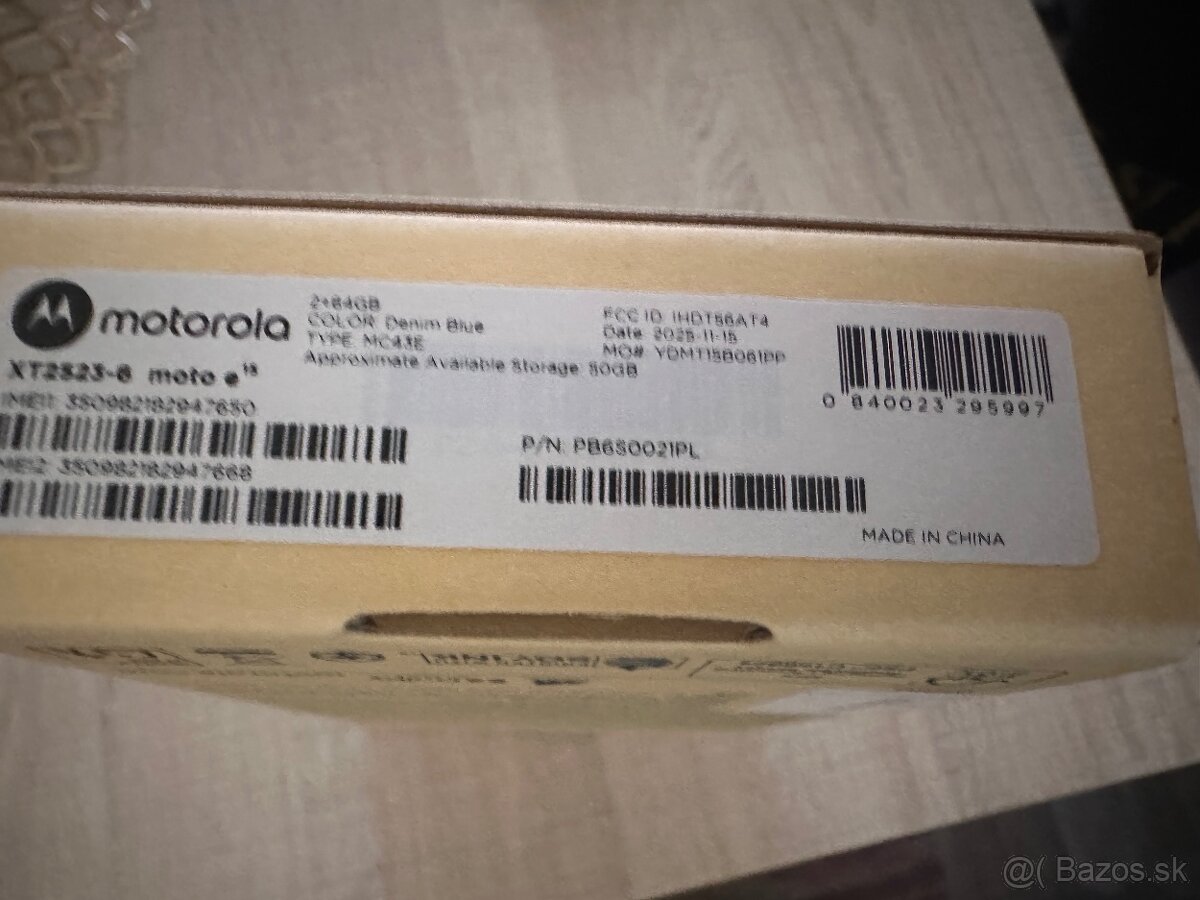 motorola
XT2523-6 moto e¹⁵
2+64GB
COLOR: Denim Blue
TYPE: MC43E
Approximate Available Storage: 50GB
FCC ID: IHDT56AT4
Date: 2025-11-15
MO#: YDMT15B061PP
0 840023 295997
IMEI1: 350982182947650
IMEI2: 350982182947668
P/N: PB6S0021PL
MADE IN CHINA
@( Bazos.sk